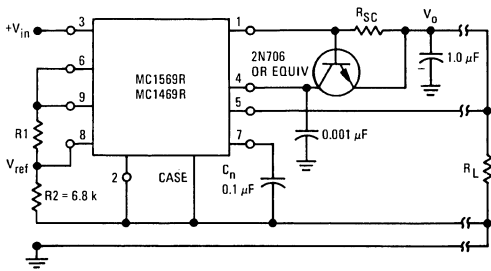 +Vin
3
1
RSC
Vo
6
2N706
OR EQUIV
1.0 μF
MC1569R
MC1469R
4
9
5
R1
8
7
0.001 μF
Vref
Cn
0.1 μF
RL
2
CASE
R2 = 6.8 k